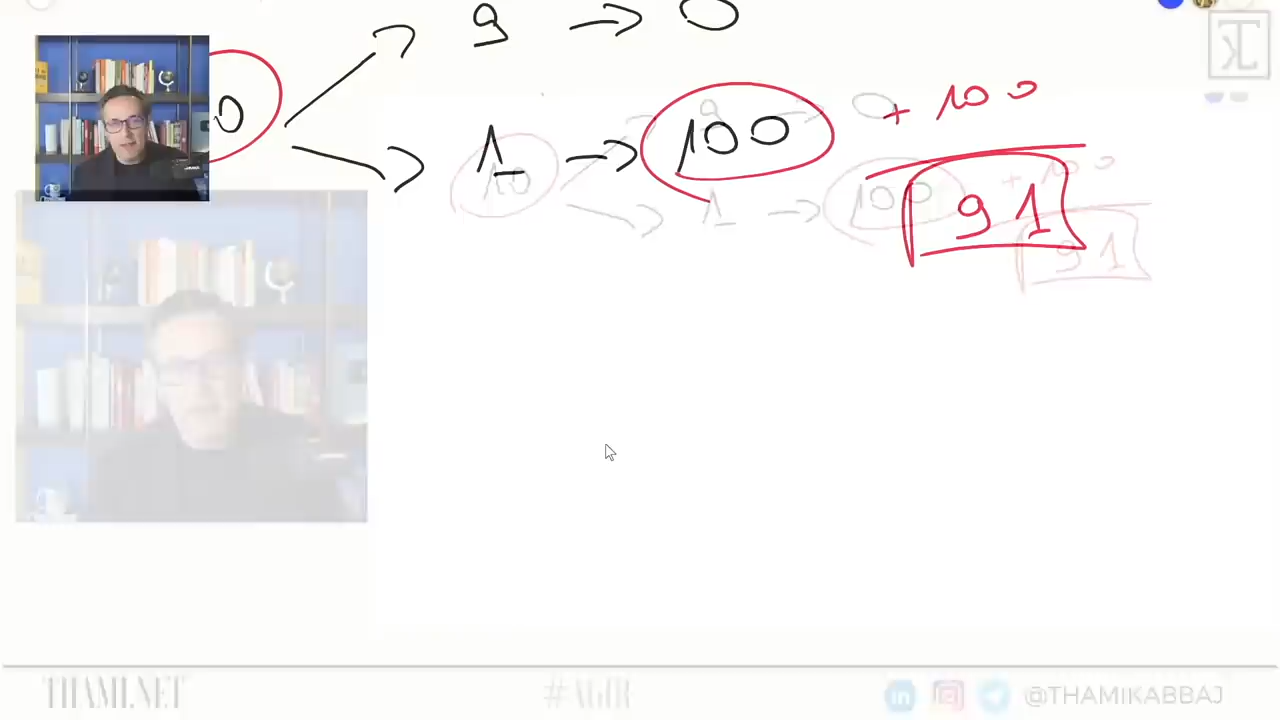 9 → 0
0
1 → 100
+ 100
91
THAMI.NET
#AGIR
@THAMIKABBAJ